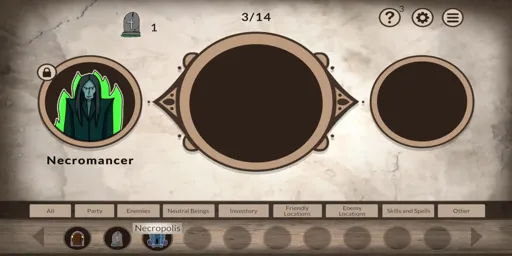 3/14
1
?
3
Necromancer
All
Party
Enemies
Neutral Beings
Inventory
Friendly
Locations
Enemy
Locations
Skills and Spells
Other
Necropolis